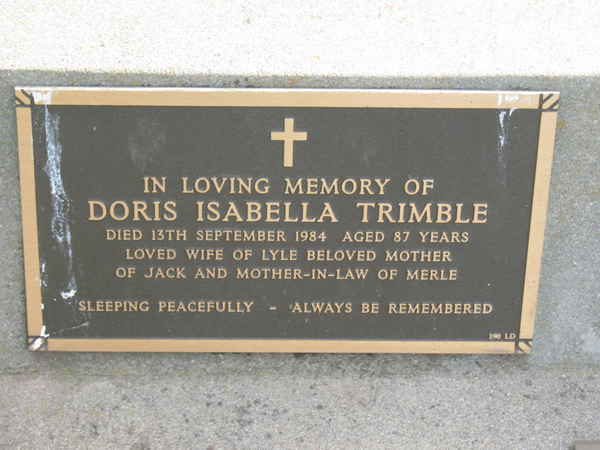 IN LOVING MEMORY OF
DORIS ISABELLA TRIMBLE
DIED 13TH SEPTEMBER 1984 AGED 87 YEARS
LOVED WIFE OF LYLE BELOVED MOTHER
OF JACK AND MOTHER-IN-LAW OF MERLE
SLEEPING PEACEFULLY - ALWAYS BE REMEMBERED
190 LD